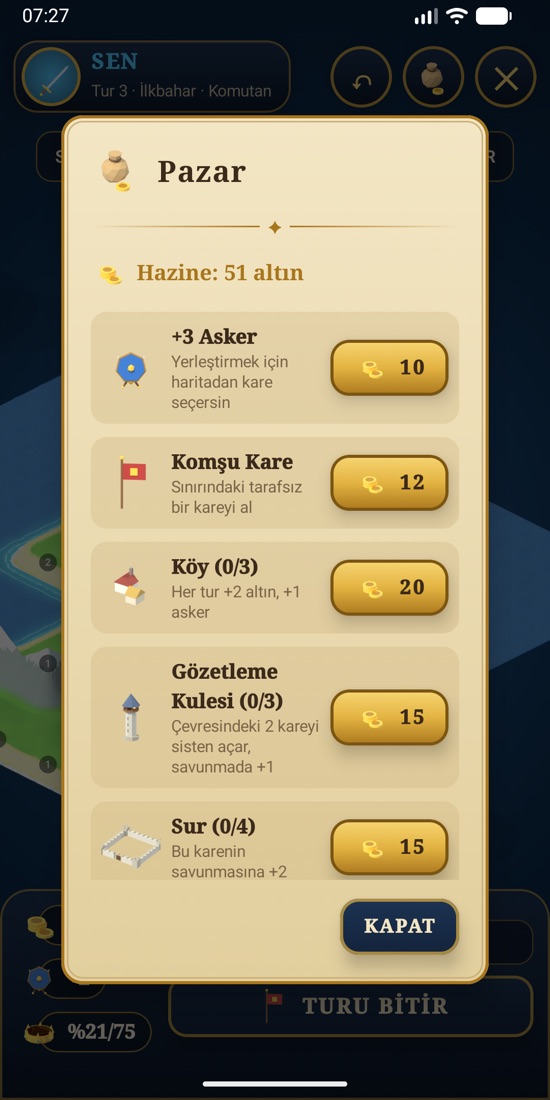 07:27
SEN
Tur 3 · İlkbahar · Komutan
Pazar
Hazine: 51 altın
+3 Asker
Yerleştirmek için
haritadan kare
seçersin
10
Komşu Kare
Sınırındaki tarafsız
bir kareyi al
12
Köy (0/3)
Her tur +2 altın, +1
asker
20
Gözetleme
Kulesi (0/3)
Çevresindeki 2 kareyi
sisten açar,
savunmada +1
15
Sur (0/4)
Bu karenin
savunmasına +2
15
KAPAT
2
1
1
TURU BİTİR
%21/75